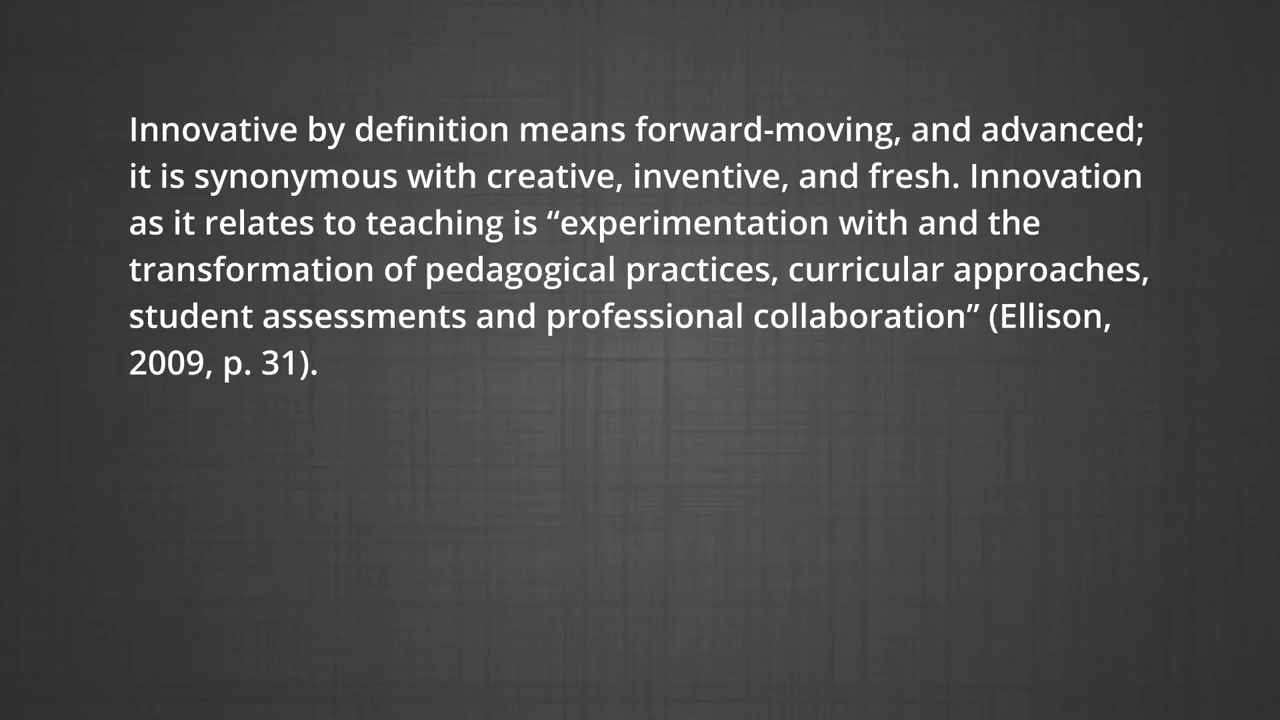 Innovative by definition means forward-moving, and advanced;
it is synonymous with creative, inventive, and fresh. Innovation
as it relates to teaching is “experimentation with and the
transformation of pedagogical practices, curricular approaches,
student assessments and professional collaboration” (Ellison,
2009, p. 31).